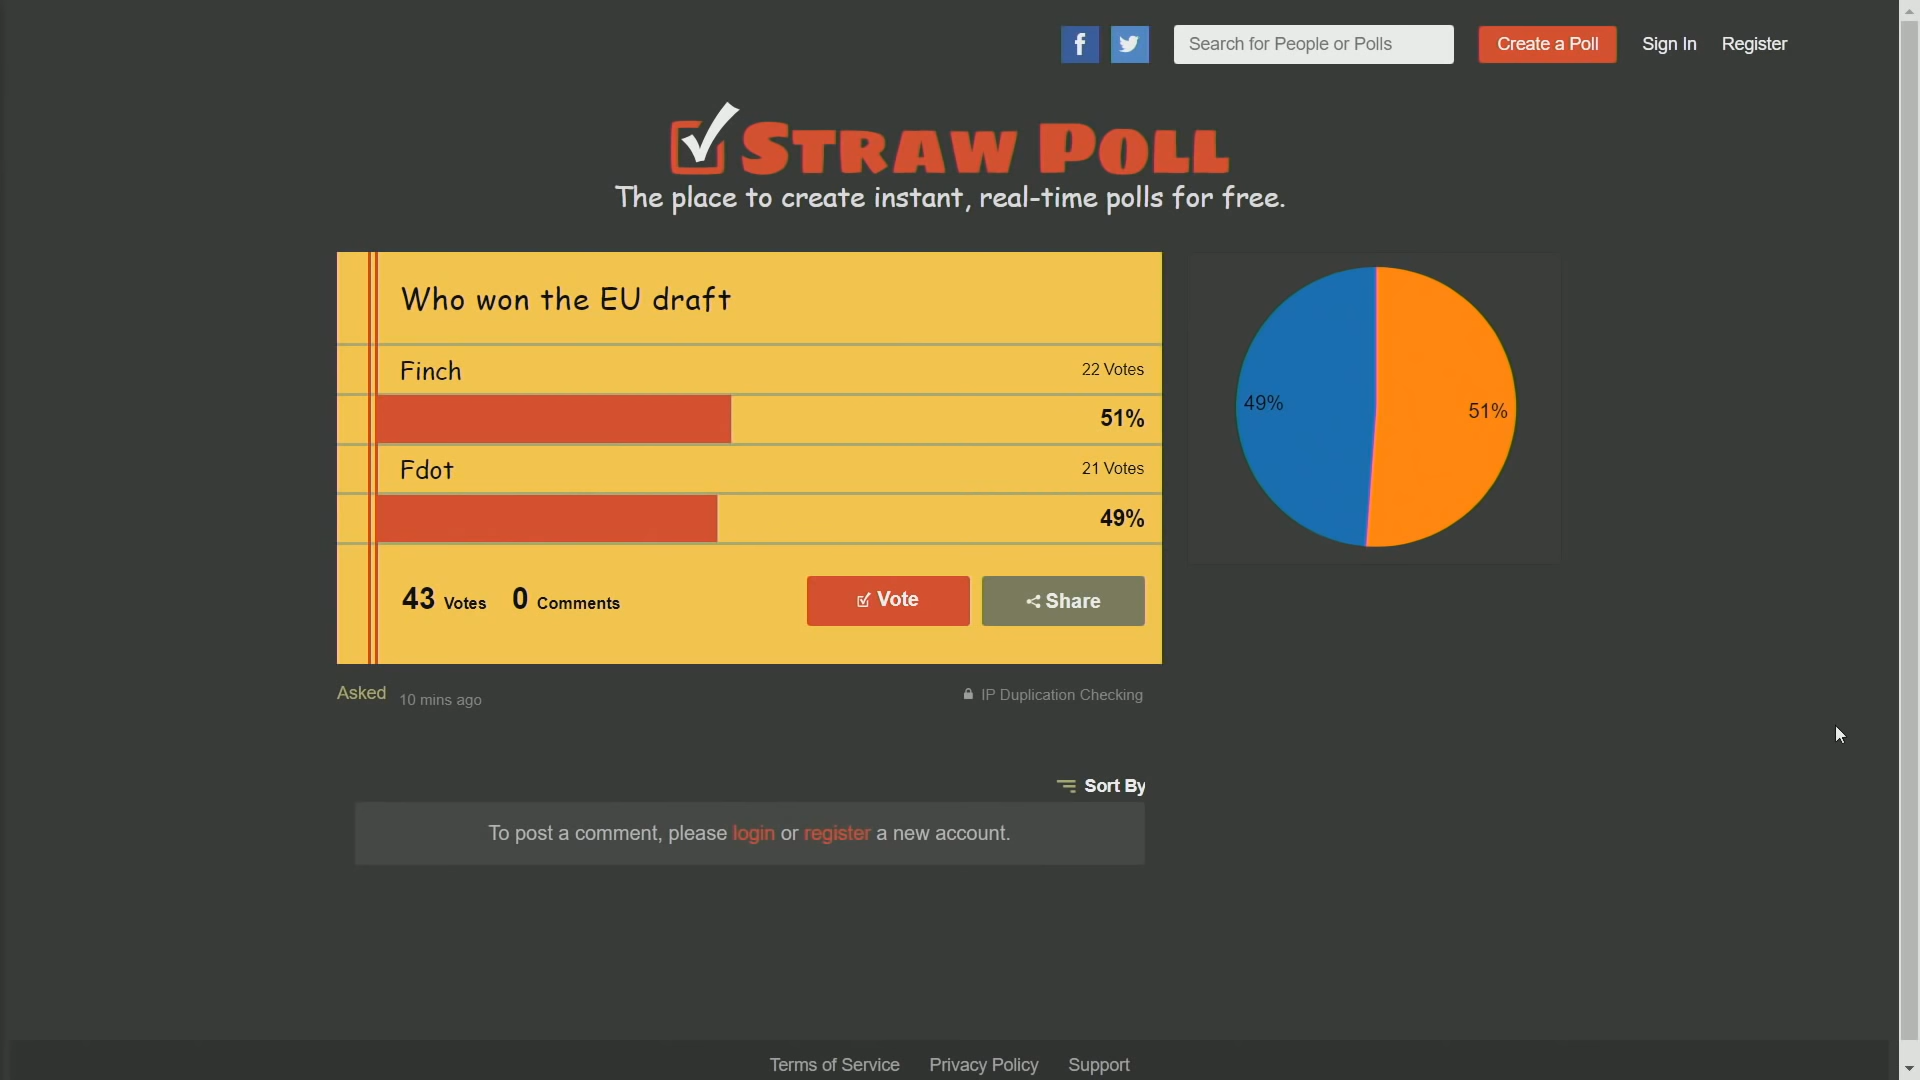 f
Search for People or Polls
Create a Poll
Sign In
Register
STRAW POLL
The place to create instant, real-time polls for free.
Who won the EU draft
Finch
22 Votes
51%
Fdot
21 Votes
49%
43 Votes
0 Comments
Vote
Share
49%
51%
Asked
10 mins ago
IP Duplication Checking
Sort By
To post a comment, please login or register a new account.
Terms of Service
Privacy Policy
Support